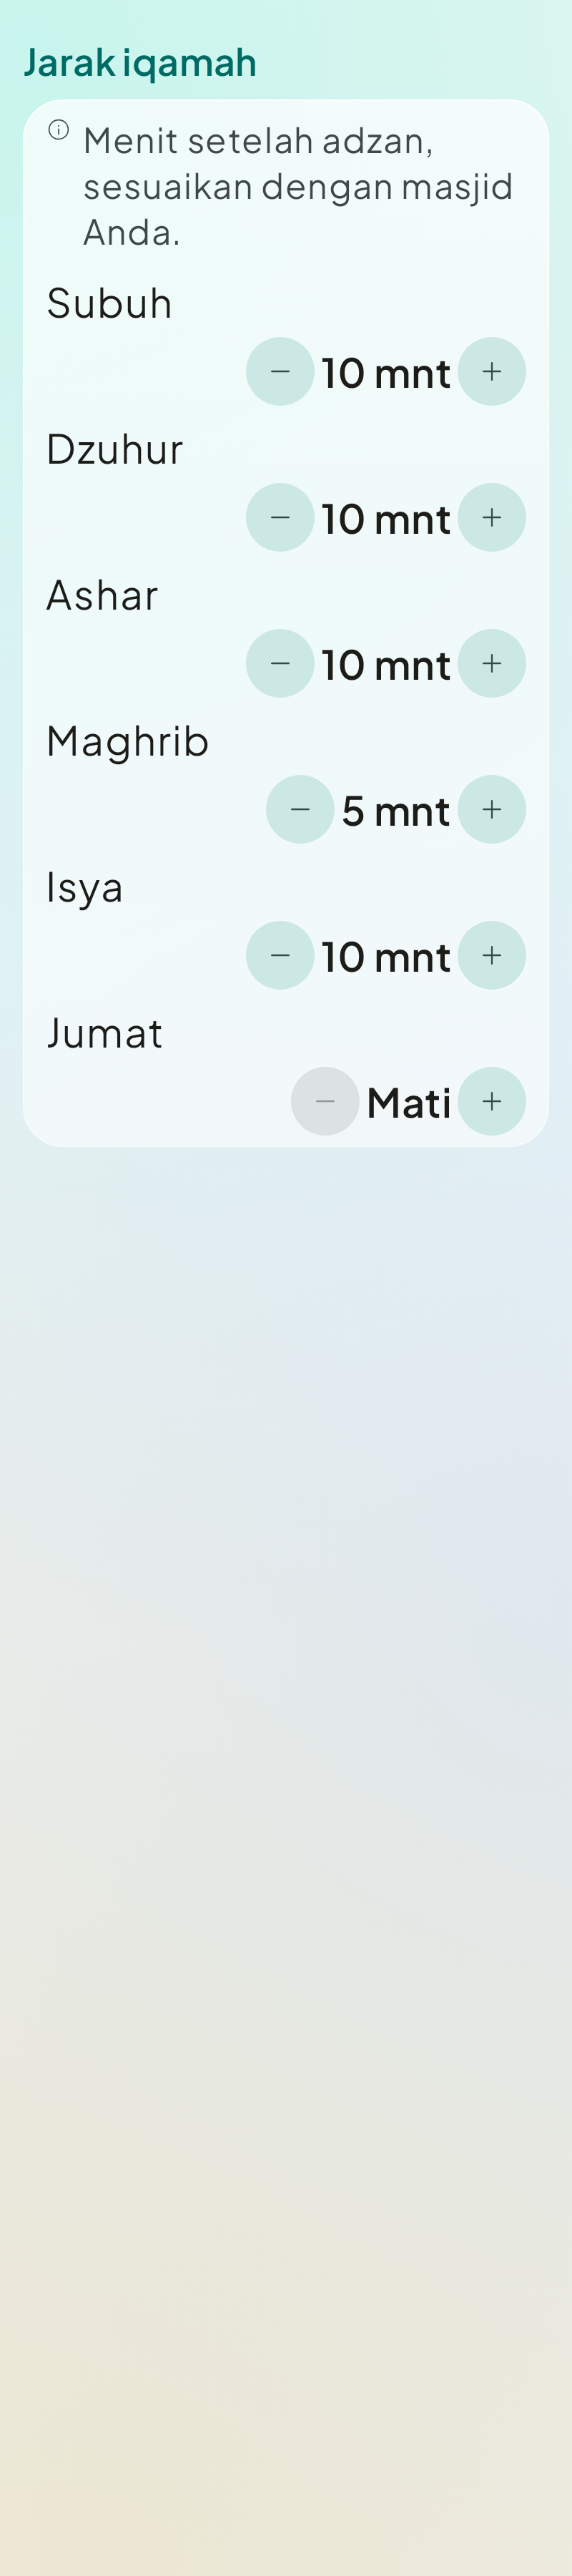 Jarak iqamah
Menit setelah adzan,
sesuaikan dengan masjid
Anda.
Subuh
− 10 mnt +
Dzuhur
− 10 mnt +
Ashar
− 10 mnt +
Maghrib
− 5 mnt +
Isya
− 10 mnt +
Jumat
− Mati +